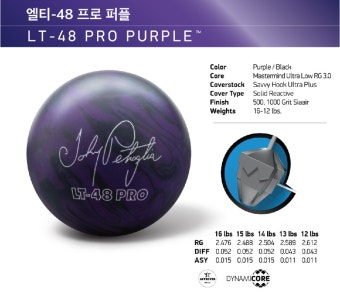 엘티-48 프로 퍼플
LT-48 PRO PURPLE™
Color Purple / Black
Core Mastermind Ultra Low RG 3.0
Coverstock Savvy Hook Ultra Plus
Cover Type Solid Reactive
Finish 500, 1000 Grit Siaair
Weights 16-12 lbs.
John Petraglia
LT-48 PRO
16 lbs 15 lbs 14 lbs 13 lbs 12 lbs
RG 2.476 2.488 2.504 2.589 2.612
DIFF 0.052 0.052 0.052 0.043 0.043
ASY 0.015 0.015 0.015 0.011 0.011
DYNAMICORE